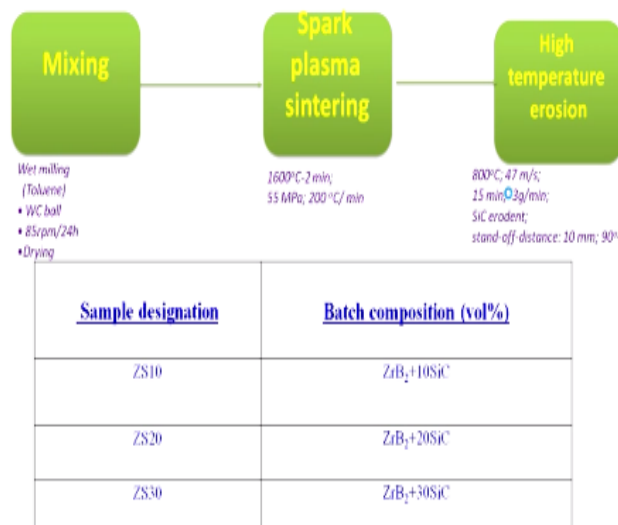 Mixing
Spark
plasma
sintering
High
temperature
erosion
Wet milling
(Toluene)
• WC ball
• 85rpm/24h
•Drying
1600°C-2 min;
55 MPa; 200 °C/ min
800°C; 47 m/s;
15 min; 3g/min;
SiC erodent;
stand-off-distance: 10 mm; 90°
Sample designation
Batch composition (vol%)
ZS10
ZrB₂+10SiC
ZS20
ZrB₂+20SiC
ZS30
ZrB₂+30SiC